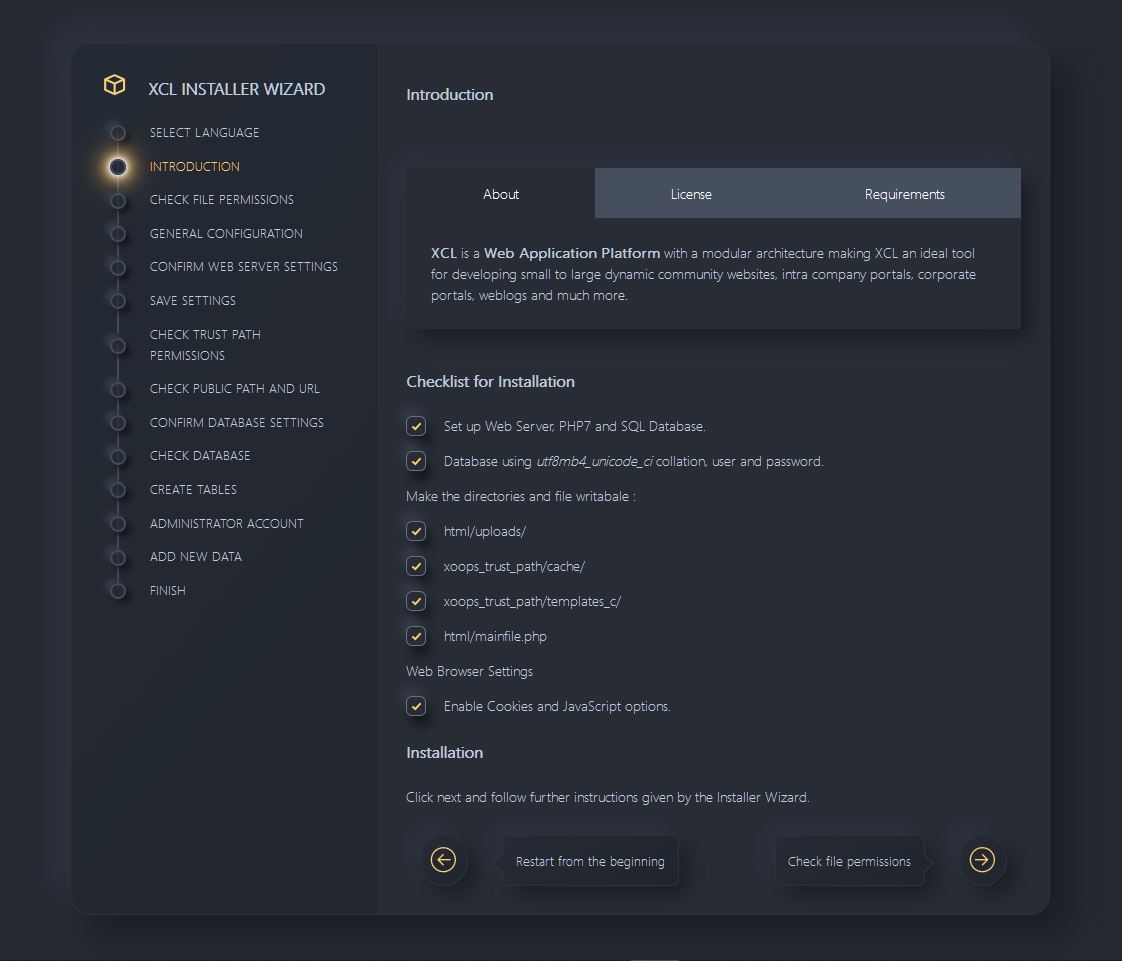 XCL INSTALLER WIZARD
SELECT LANGUAGE
INTRODUCTION
CHECK FILE PERMISSIONS
GENERAL CONFIGURATION
CONFIRM WEB SERVER SETTINGS
SAVE SETTINGS
CHECK TRUST PATH
PERMISSIONS
CHECK PUBLIC PATH AND URL
CONFIRM DATABASE SETTINGS
CHECK DATABASE
CREATE TABLES
ADMINISTRATOR ACCOUNT
ADD NEW DATA
FINISH
Introduction
About License Requirements
XCL is a Web Application Platform with a modular architecture making XCL an ideal tool
for developing small to large dynamic community websites, intra company portals, corporate
portals, weblogs and much more.
Checklist for Installation
Set up Web Server, PHP7 and SQL Database.
Database using utf8mb4_unicode_ci collation, user and password.
Make the directories and file writabale :
html/uploads/
xoops_trust_path/cache/
xoops_trust_path/templates_c/
html/mainfile.php
Web Browser Settings
Enable Cookies and JavaScript options.
Installation
Click next and follow further instructions given by the Installer Wizard.
Restart from the beginning Check file permissions